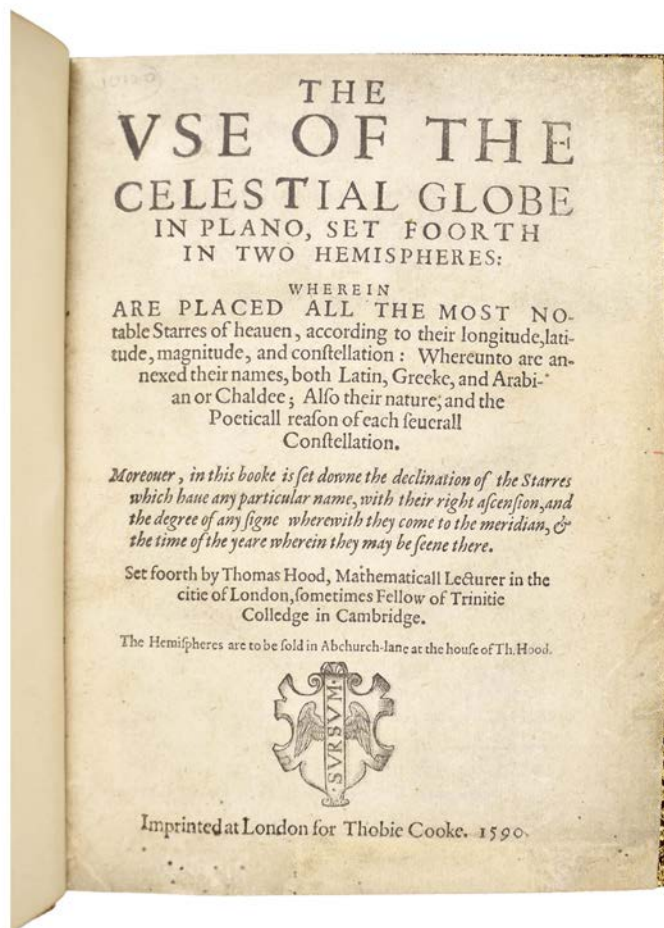 THE
VSE OF THE
CELESTIAL GLOBE
IN PLANO, SET FOORTH
IN TWO HEMISPHERES:
WHEREIN
ARE PLACED ALL THE MOST NO-
table Starres of heauen, according to their longitude,lati-
tude, magnitude, and conſtellation : Whereunto are an-
nexed their names, both Latin, Greeke, and Arabi-
an or Chaldee ; Alſo their nature, and the
Poeticall reaſon of each ſeuerall
Conſtellation.
Moreouer , in this booke is ſet downe the declination of the Starres
which haue any particular name, with their right aſcenſion, and
the degree of any ſigne wherewith they come to the meridian, &
the time of the yeare wherein they may be ſeene there.
Set foorth by Thomas Hood, Mathematicall Lecturer in the
citie of London, ſometimes Fellow of Trinitie
Colledge in Cambridge.
The Hemiſpheres are to be ſold in Abchurch-lane at the houſe of Th. Hood.
SVRSVM
Imprinted at London for Thobie Cooke. 1590.